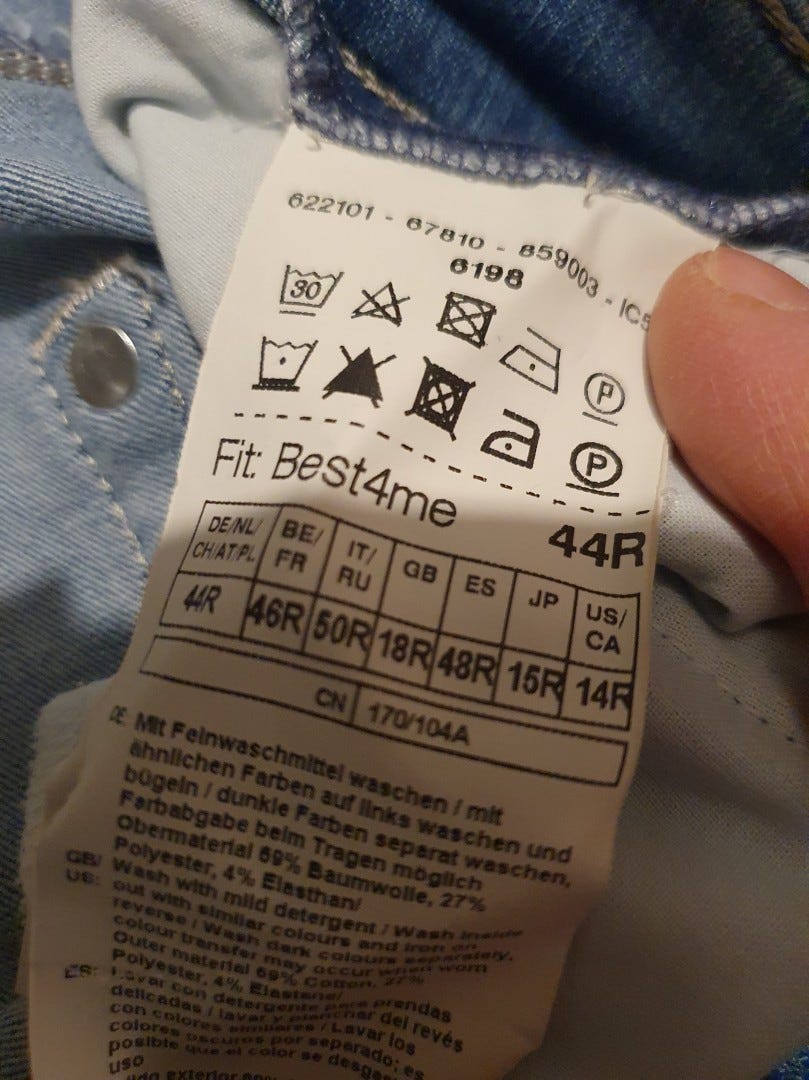 622101 - 67810 - 859003 - IC5
6198
30
P
P
Fit: Best4me
44R
DE/NL/ CH/AT/PL BE/ FR IT/ RU GB ES JP US/ CA
44R 46R 50R 18R 48R 15R 14R
CN 170/104A
DE: Mit Feinwaschmittel waschen / mit
ähnlichen Farben auf links waschen und
bügeln / dunkle Farben separat waschen,
Farbabgabe beim Tragen möglich
Obermaterial 69% Baumwolle, 27%
Polyester, 4% Elasthan/
GB/ US: Wash with mild detergent / Wash inside
out with similar colours and iron on
reverse / Wash dark colours separately,
colour transfer may occur when worn
Outer material 69% Cotton, 27%
Polyester, 4% Elastane/
ES: Lavar con detergente para prendas
delicadas / lavar y planchar del revés
con colores similares / Lavar los
colores oscuros por separado; es
posible que el color se
uso
exterior